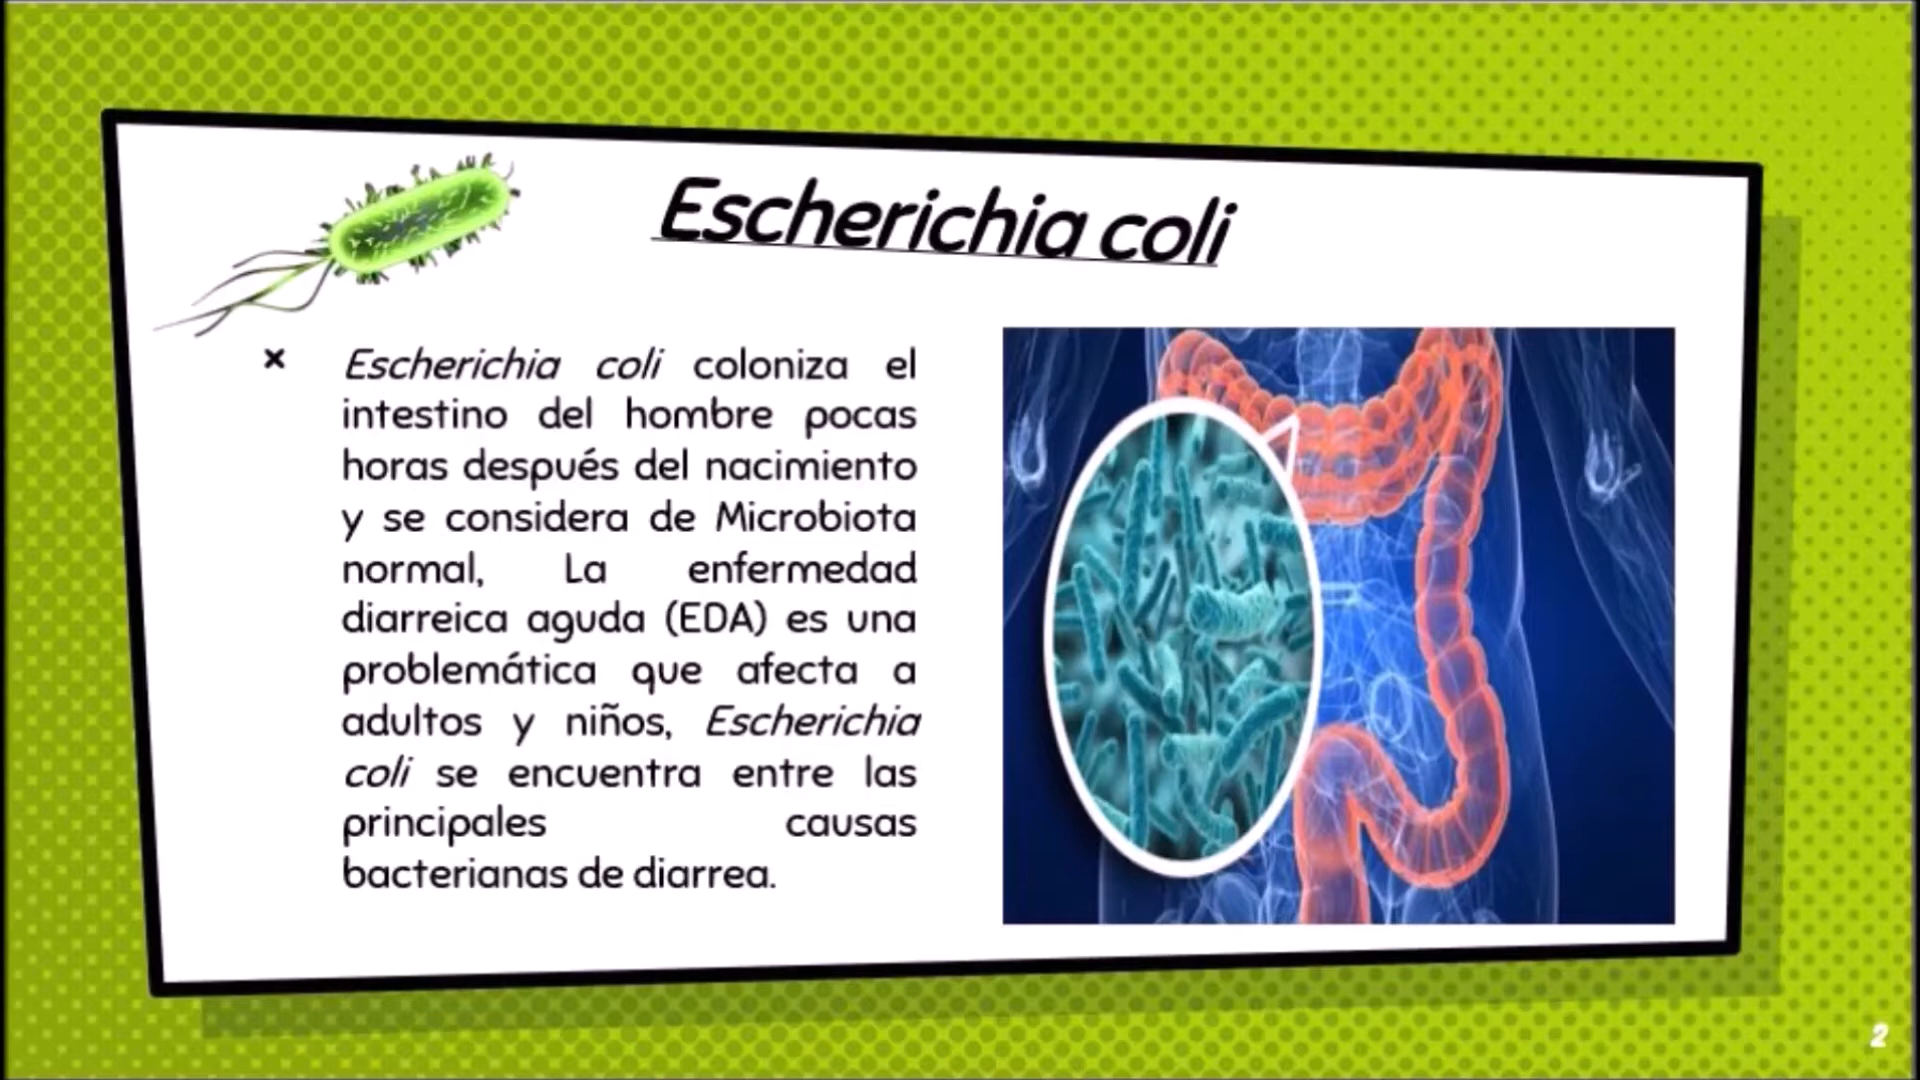 Escherichia coli
× Escherichia coli coloniza el
intestino del hombre pocas
horas después del nacimiento
y se considera de Microbiota
normal, La enfermedad
diarreica aguda (EDA) es una
problemática que afecta a
adultos y niños, Escherichia
coli se encuentra entre las
principales causas
bacterianas de diarrea.
2